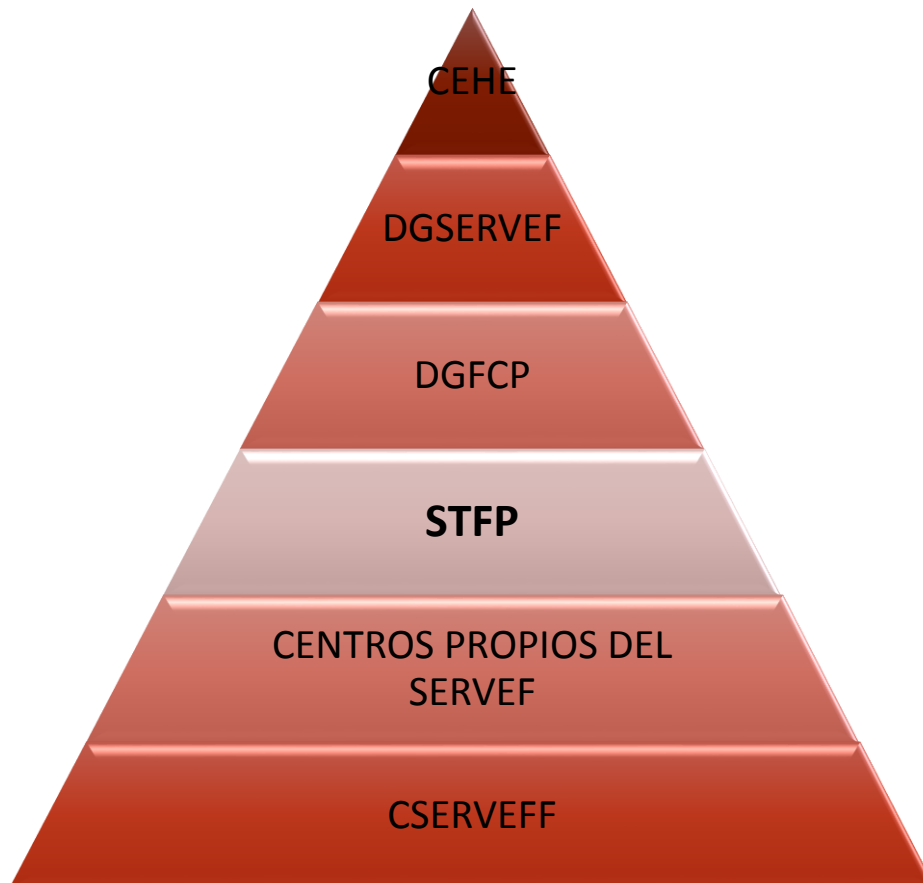 CEHE
DGSERVEF
DGFCP
STFP
CENTROS PROPIOS DEL
SERVEF
CSERVEFF